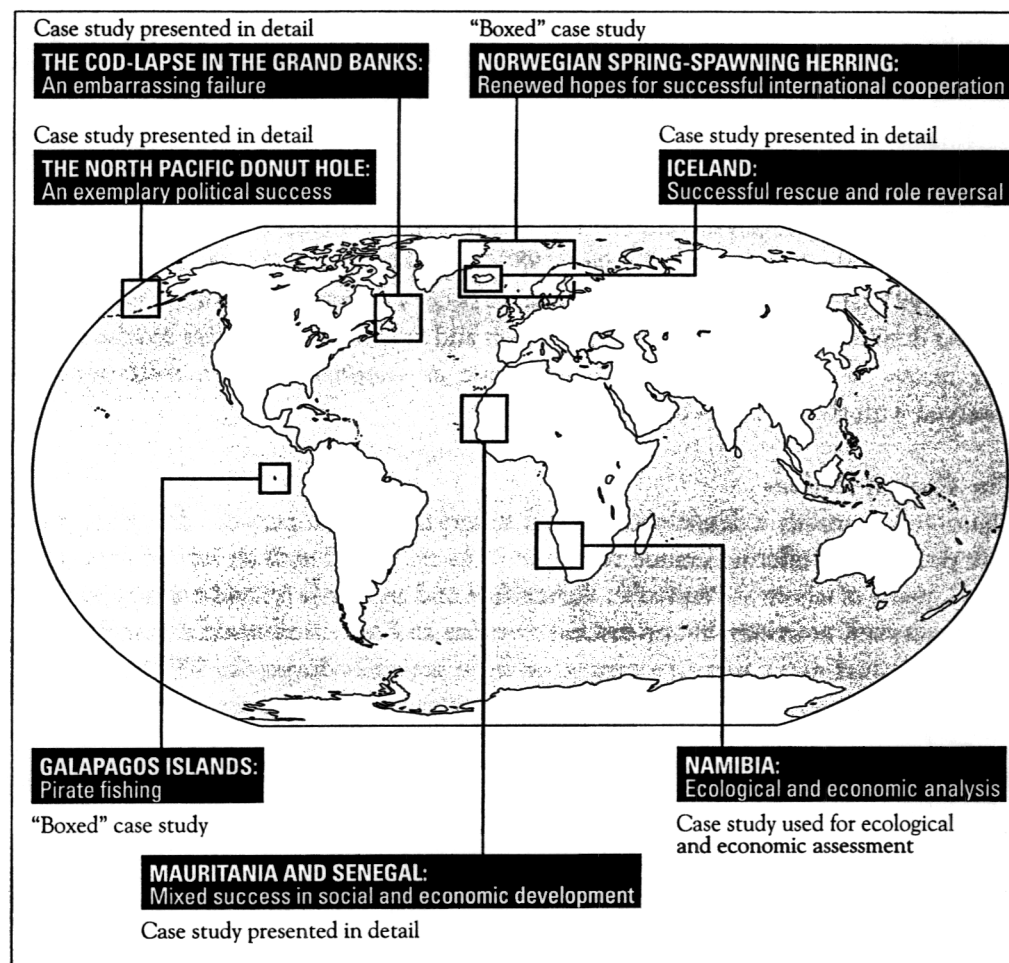 Case study presented in detail
THE COD-LAPSE IN THE GRAND BANKS:
An embarrassing failure
“Boxed” case study
NORWEGIAN SPRING-SPAWNING HERRING:
Renewed hopes for successful international cooperation
Case study presented in detail
THE NORTH PACIFIC DONUT HOLE:
An exemplary political success
Case study presented in detail
ICELAND:
Successful rescue and role reversal
GALAPAGOS ISLANDS:
Pirate fishing
“Boxed” case study
NAMIBIA:
Ecological and economic analysis
Case study used for ecological
and economic assessment
MAURITANIA AND SENEGAL:
Mixed success in social and economic development
Case study presented in detail